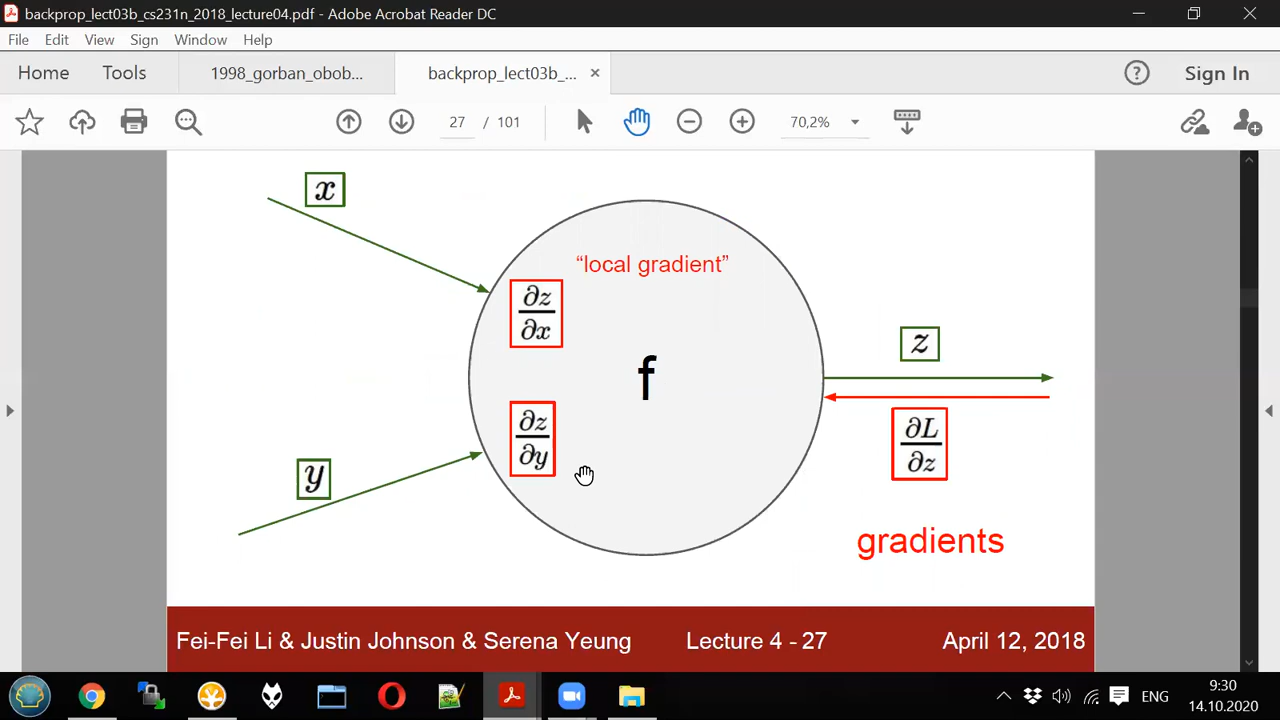 backprop_lect03b_cs231n_2018_lecture04.pdf - Adobe Acrobat Reader DC
File Edit View Sign Window Help
Home Tools 1998_gorban_obob... backprop_lect03b_... × ? Sign In
27 / 101 70,2%
x
"local gradient"
∂z/∂x
f
z
∂z/∂y
∂L/∂z
y
gradients
Fei-Fei Li & Justin Johnson & Serena Yeung Lecture 4 - 27 April 12, 2018
ENG
9:30
14.10.2020